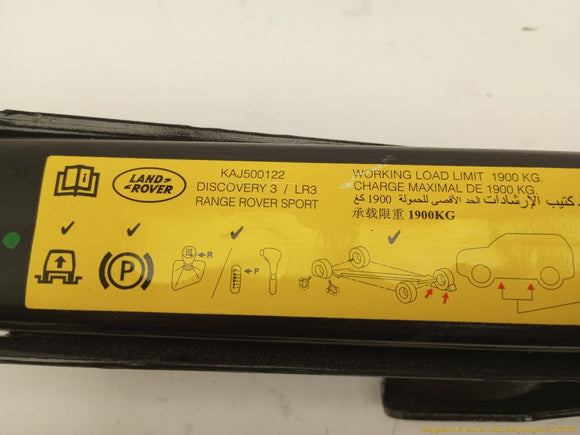 LAND
ROVER
KAJ500122
DISCOVERY 3 / LR3
RANGE ROVER SPORT
WORKING LOAD LIMIT 1900 KG.
CHARGE MAXIMAL DE 1900 KG.
كتيب الإرشادات الحد الأقصى للحمولة 1900 كغ
承载限重 1900KG
P
R
P